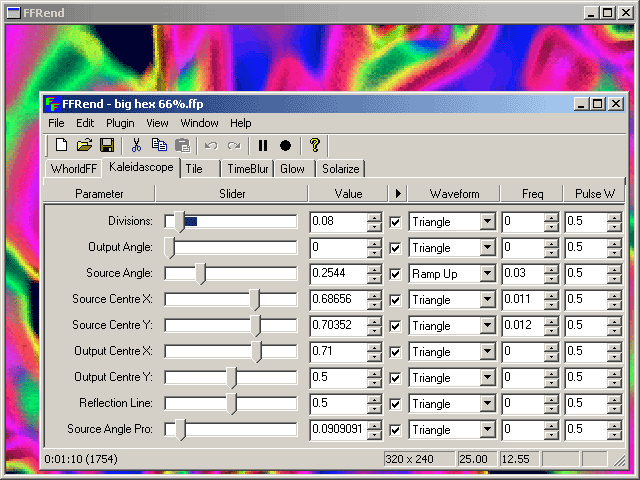 FFRend
FFRend - big hex 66%.ffp
File Edit Plugin View Window Help
WhorldFF Kaleidascope Tile TimeBlur Glow Solarize
Parameter Slider Value Waveform Freq Pulse W
Divisions: 0.08 Triangle 0 0.5
Output Angle: 0 Triangle 0 0.5
Source Angle: 0.2544 Ramp Up 0.03 0.5
Source Centre X: 0.68656 Triangle 0.011 0.5
Source Centre Y: 0.70352 Triangle 0.012 0.5
Output Centre X: 0.71 Triangle 0 0.5
Output Centre Y: 0.5 Triangle 0 0.5
Reflection Line: 0.5 Triangle 0 0.5
Source Angle Pro: 0.0909091 Triangle 0 0.5
0:01:10 (1754) 320 x 240 25.00 12.55